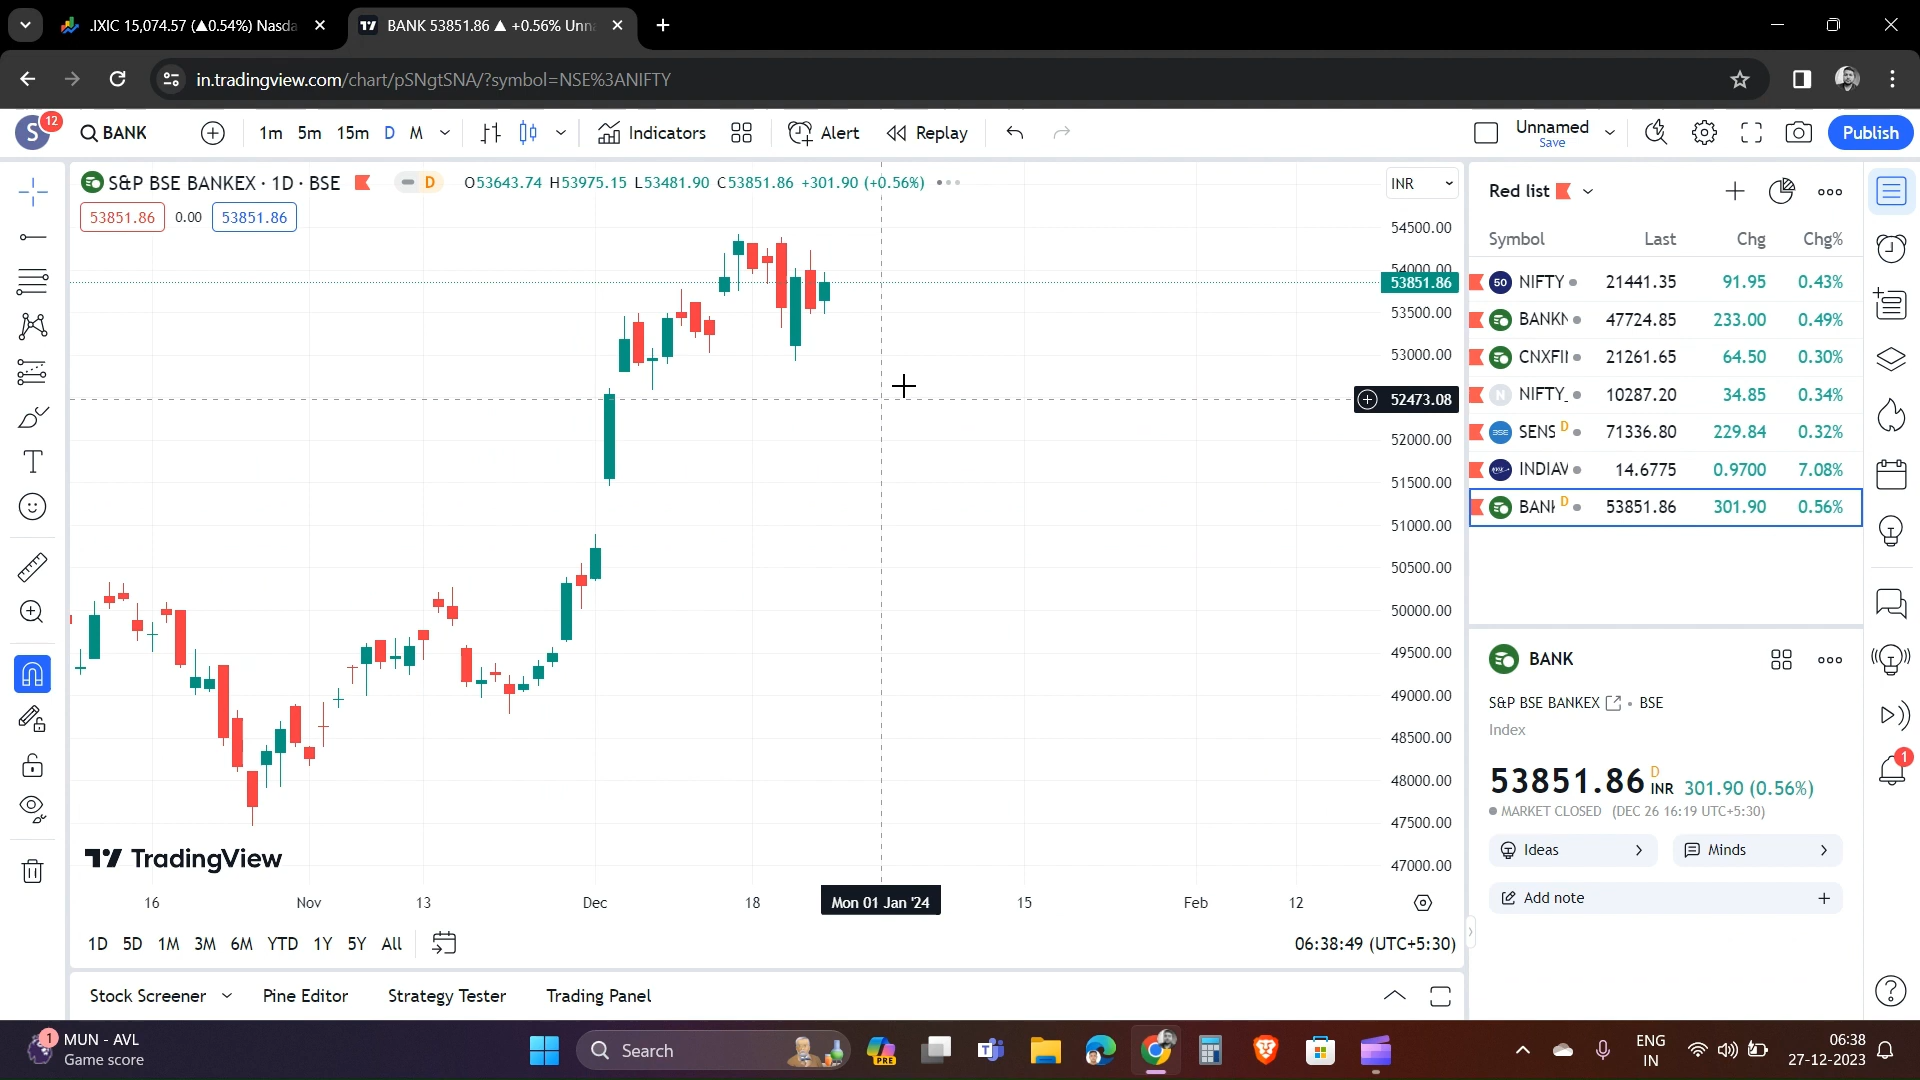 .IXIC 15,074.57 (▲0.54%) Nasda
BANK 53851.86 ▲ +0.56% Unna
in.tradingview.com/chart/pSNgtSNA/?symbol=NSE%3ANIFTY
S 12
BANK
1m 5m 15m D M
Indicators
Alert
Replay
Unnamed
Save
Publish
S&P BSE BANKEX · 1D · BSE
D
O53643.74 H53975.15 L53481.90 C53851.86 +301.90 (+0.56%)
53851.86 0.00 53851.86
INR
54500.00
54000.00
53851.86
53500.00
53000.00
52473.08
52000.00
51500.00
51000.00
50500.00
50000.00
49500.00
49000.00
48500.00
48000.00
47500.00
47000.00
TradingView
16 Nov 13 Dec 18 Mon 01 Jan '24 15 Feb 12
1D 5D 1M 3M 6M YTD 1Y 5Y All
06:38:49 (UTC+5:30)
Stock Screener Pine Editor Strategy Tester Trading Panel
Red list
Symbol Last Chg Chg%
50 NIFTY 21441.35 91.95 0.43%
BANKN 47724.85 233.00 0.49%
CNXFI 21261.65 64.50 0.30%
N NIFTY_ 10287.20 34.85 0.34%
SENS D 71336.80 229.84 0.32%
INDIAV 14.6775 0.9700 7.08%
BANK D 53851.86 301.90 0.56%
BANK
S&P BSE BANKEX • BSE
Index
53851.86 D INR 301.90 (0.56%)
MARKET CLOSED (DEC 26 16:19 UTC+5:30)
Ideas
Minds
Add note
1
1
MUN - AVL
Game score
Search
PRE
ENG
IN
06:38
27-12-2023